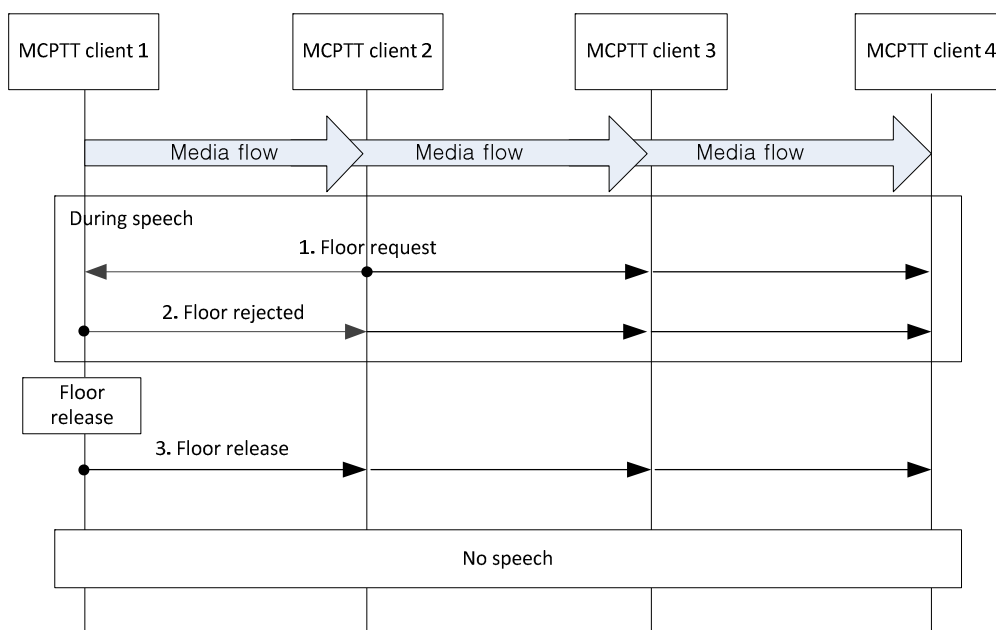 MCPTT client 1
MCPTT client 2
MCPTT client 3
MCPTT client 4
Media flow
Media flow
Media flow
During speech
1. Floor request
2. Floor rejected
Floor
release
3. Floor release
No speech